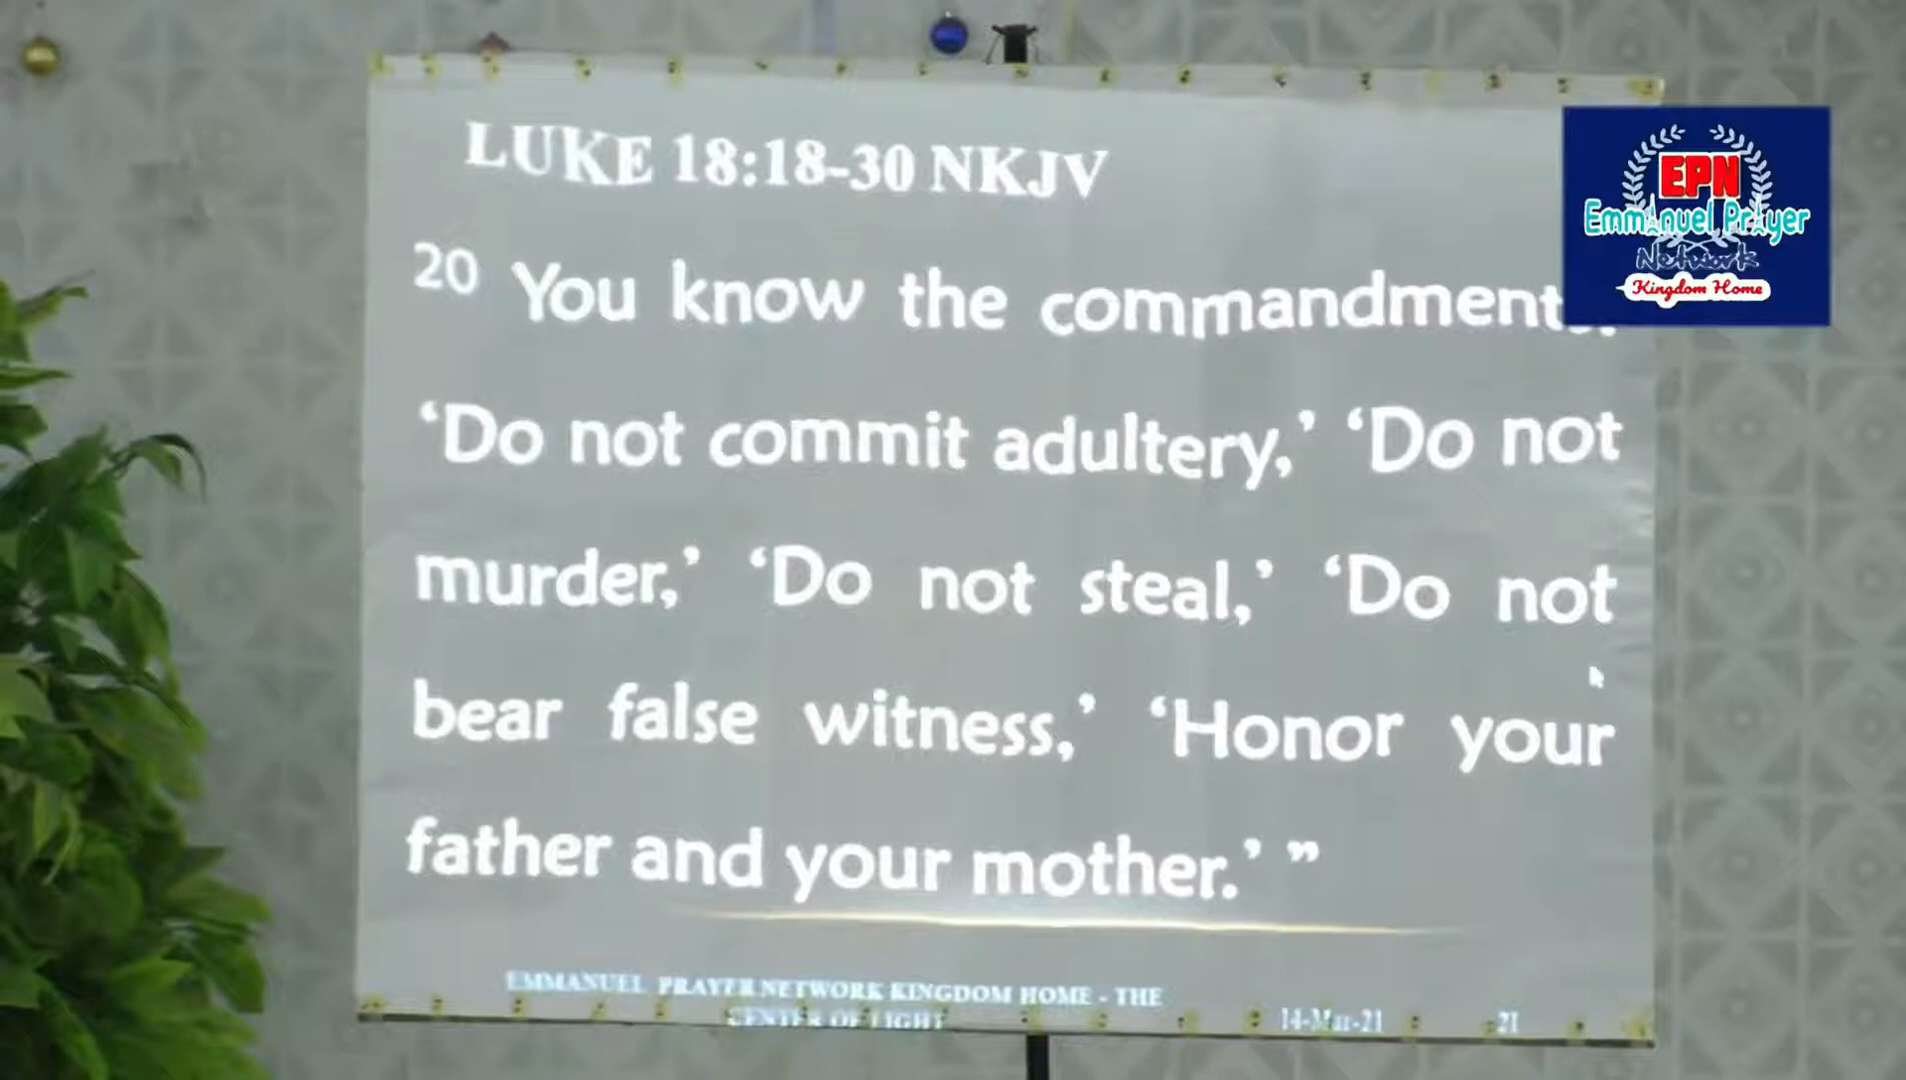 LUKE 18:18-30 NKJV
20 You know the commandments:
‘Do not commit adultery,’ ‘Do not
murder,’ ‘Do not steal,’ ‘Do not
bear false witness,’ ‘Honor your
father and your mother.’ ”
EMMANUEL PRAYER NETWORK KINGDOM HOME - THE
CENTER OF LIGHT
14-Mar-21
21
EPN
Emmanuel Prayer
Network
Kingdom Home